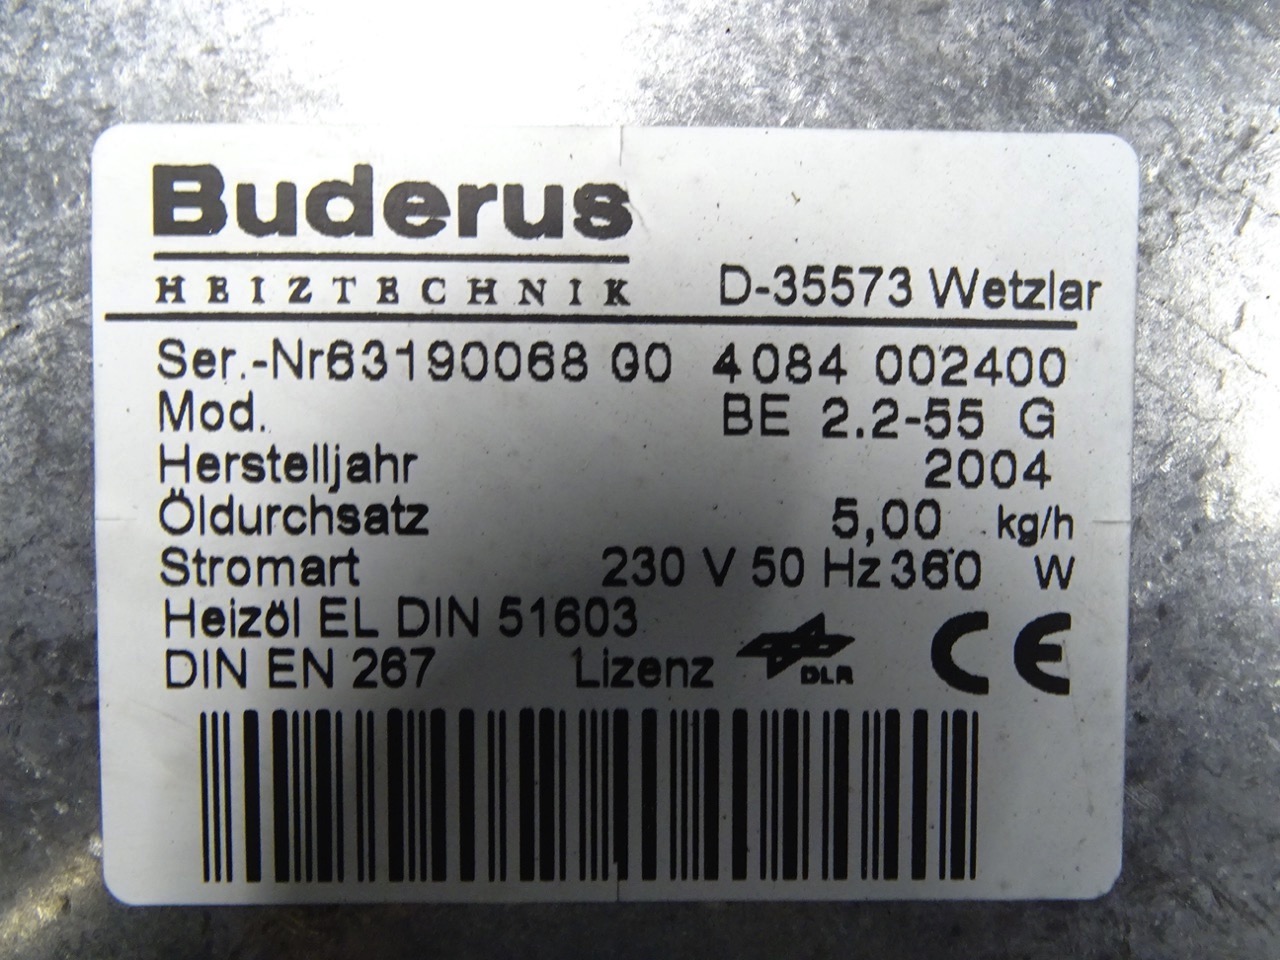 Buderus
HEIZTECHNIK D-35573 Wetzlar
Ser.-Nr63190068 00 4084 002400
Mod. BE 2.2-55 G
Herstelljahr 2004
Öldurchsatz 5,00 kg/h
Stromart 230 V 50 Hz 360 W
Heizöl EL DIN 51603
DIN EN 267 Lizenz DLR CE